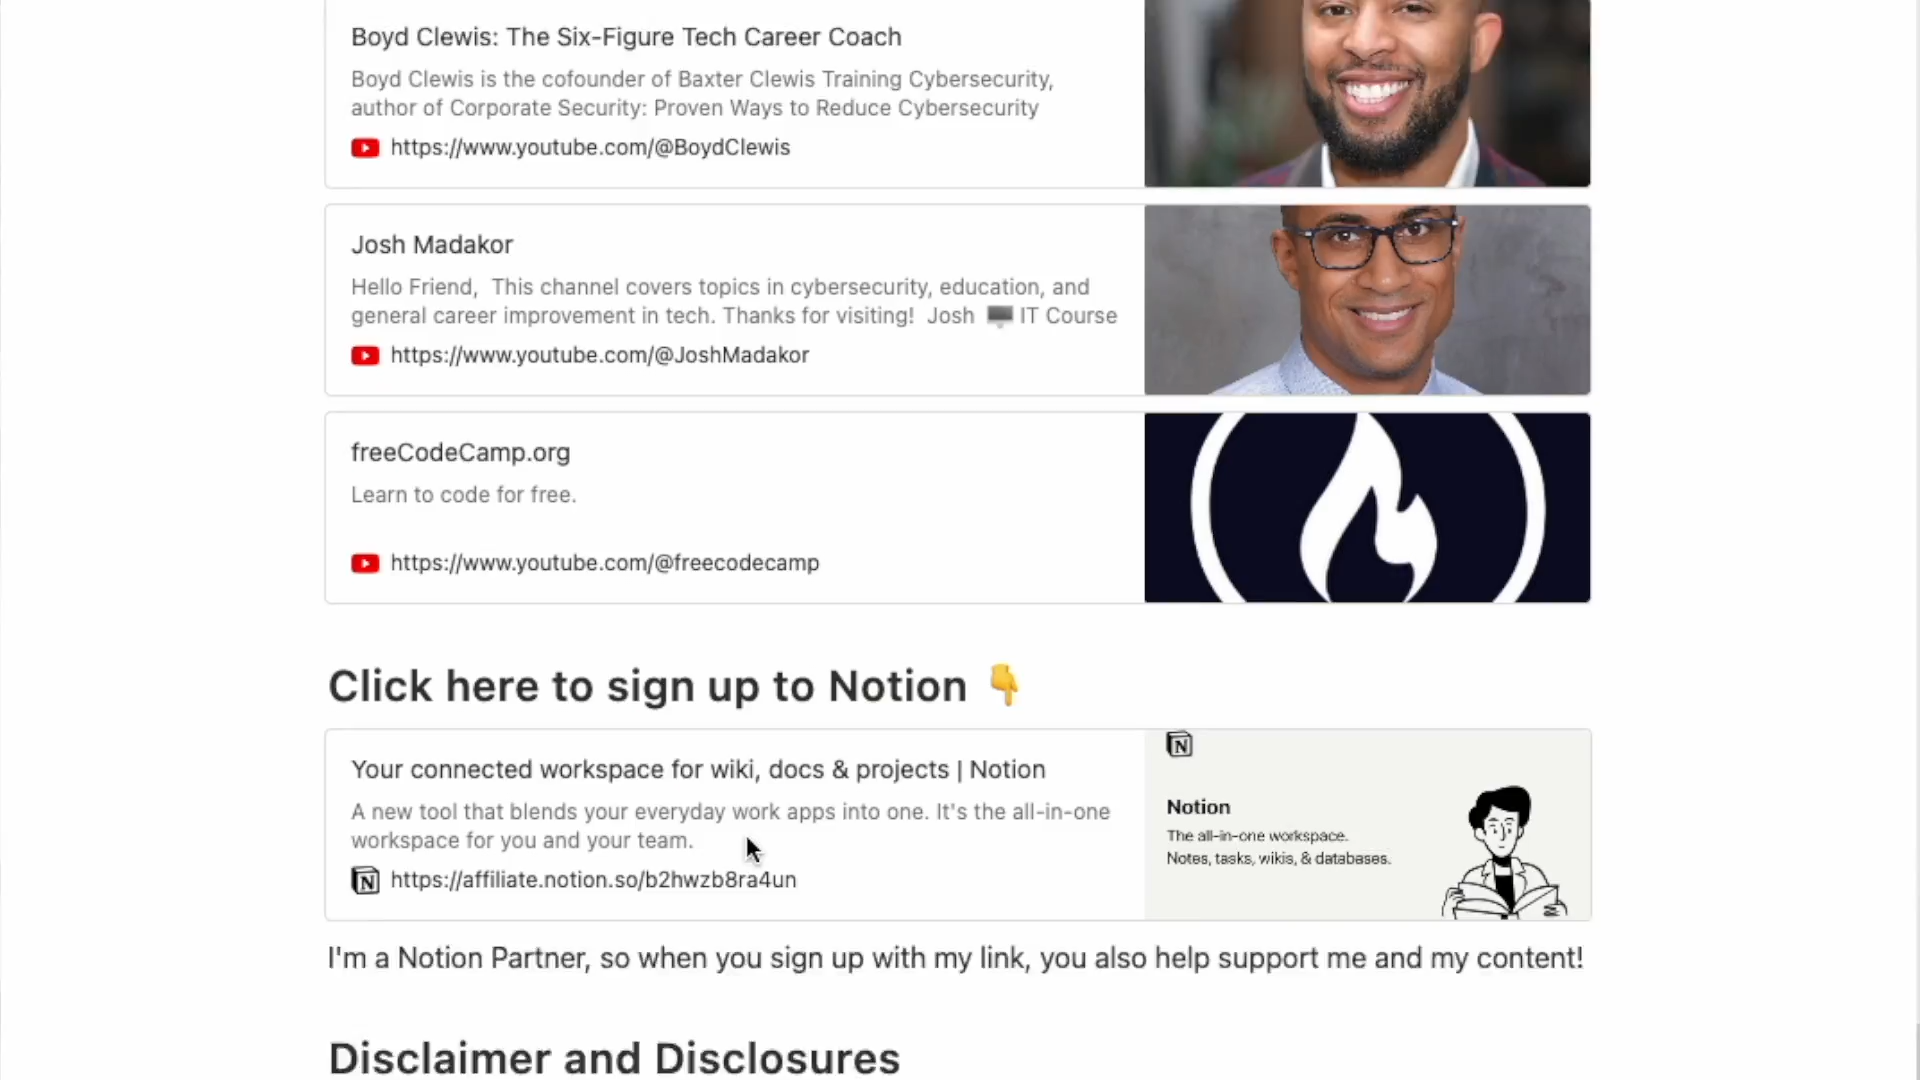 Boyd Clewis: The Six-Figure Tech Career Coach
Boyd Clewis is the cofounder of Baxter Clewis Training Cybersecurity,
author of Corporate Security: Proven Ways to Reduce Cybersecurity
https://www.youtube.com/@BoydClewis
Josh Madakor
Hello Friend,  This channel covers topics in cybersecurity, education, and
general career improvement in tech. Thanks for visiting!  Josh 🖥️ IT Course
https://www.youtube.com/@JoshMadakor
freeCodeCamp.org
Learn to code for free.
https://www.youtube.com/@freecodecamp
Click here to sign up to Notion 👇
Your connected workspace for wiki, docs & projects | Notion
A new tool that blends your everyday work apps into one. It's the all-in-one
workspace for you and your team.
https://affiliate.notion.so/b2hwzb8ra4un
Notion
The all-in-one workspace.
Notes, tasks, wikis, & databases.
I'm a Notion Partner, so when you sign up with my link, you also help support me and my content!
Disclaimer and Disclosures